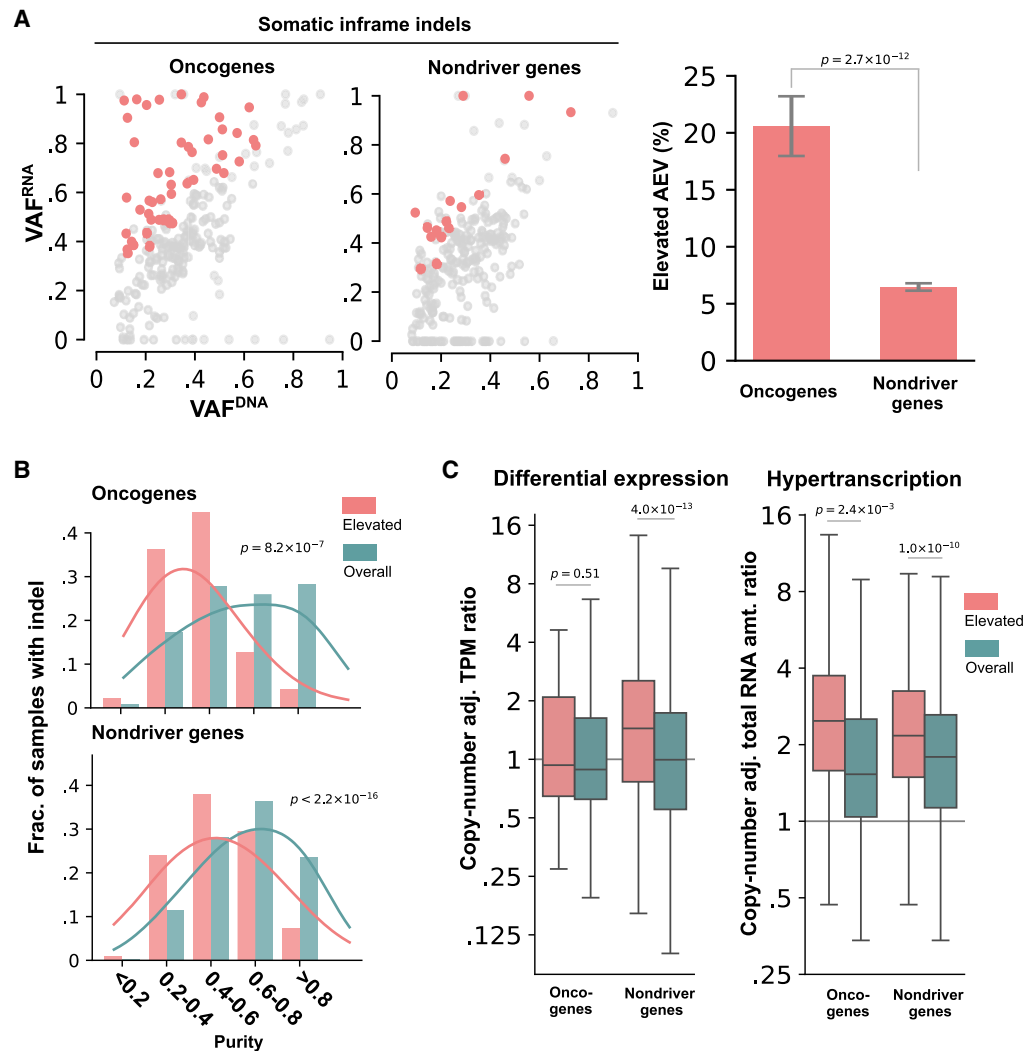 A
Somatic inframe indels
Oncogenes
Nondriver genes
VAF^RNA
1
.8
.6
.4
.2
0
0 .2 .4 .6 .8 1
1
.8
.6
.4
.2
0
0 .2 .4 .6 .8 1
VAF^DNA
Elevated AEV (%)
25
20
15
10
5
0
p = 2.7×10⁻¹²
Oncogenes
Nondriver
genes
B
Oncogenes
Elevated
Overall
p = 8.2×10⁻⁷
.4
.3
.2
.1
0
Nondriver genes
p < 2.2×10⁻¹⁶
.4
.3
.2
.1
0
Frac. of samples with indel
<0.2
0.2-0.4
0.4-0.6
0.6-0.8
>0.8
Purity
C
Differential expression
Copy-number adj. TPM ratio
16
8
4
2
1
.5
.25
.125
p = 0.51
4.0×10⁻¹³
Onco-
genes
Nondriver
genes
Hypertranscription
Copy-number adj. total RNA amt. ratio
16
8
4
2
1
.5
.25
p = 2.4×10⁻³
1.0×10⁻¹⁰
Elevated
Overall
Onco-
genes
Nondriver
genes